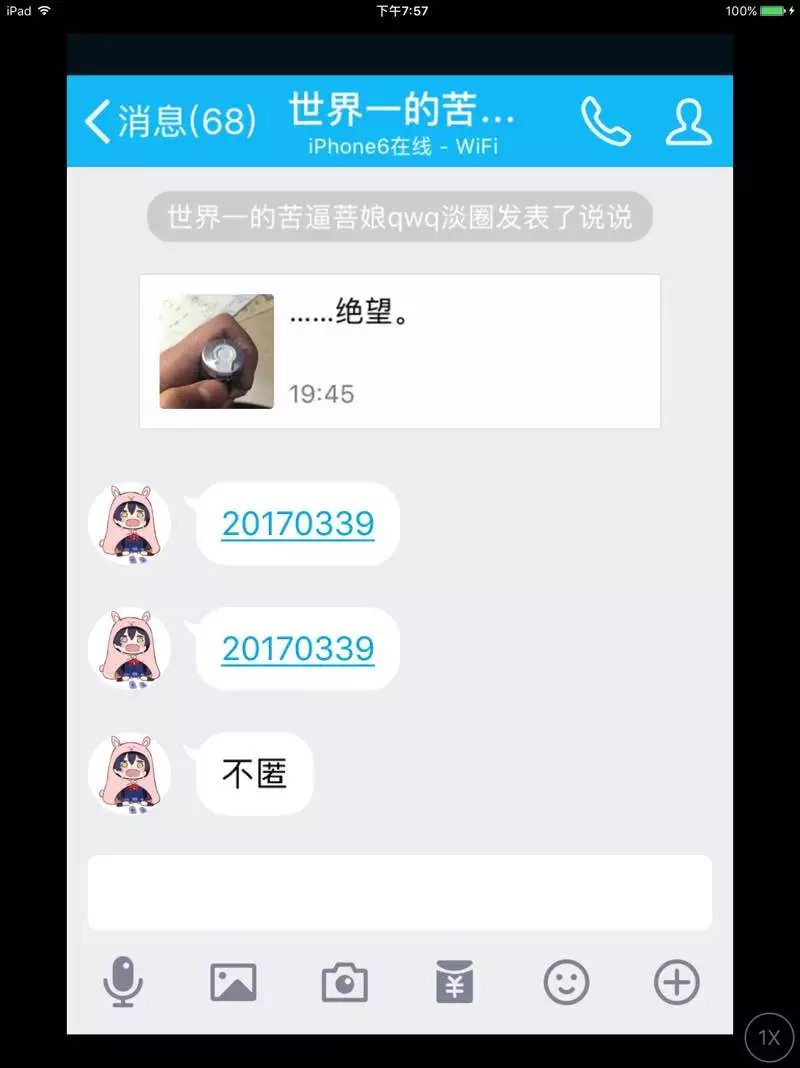 iPad 下午7:57 100%
消息(68) 世界一的苦...
iPhone6在线 - WiFi
世界一的苦逼菩娘qwq淡圈发表了说说
......绝望。
19:45
20170339
20170339
不匿
1X